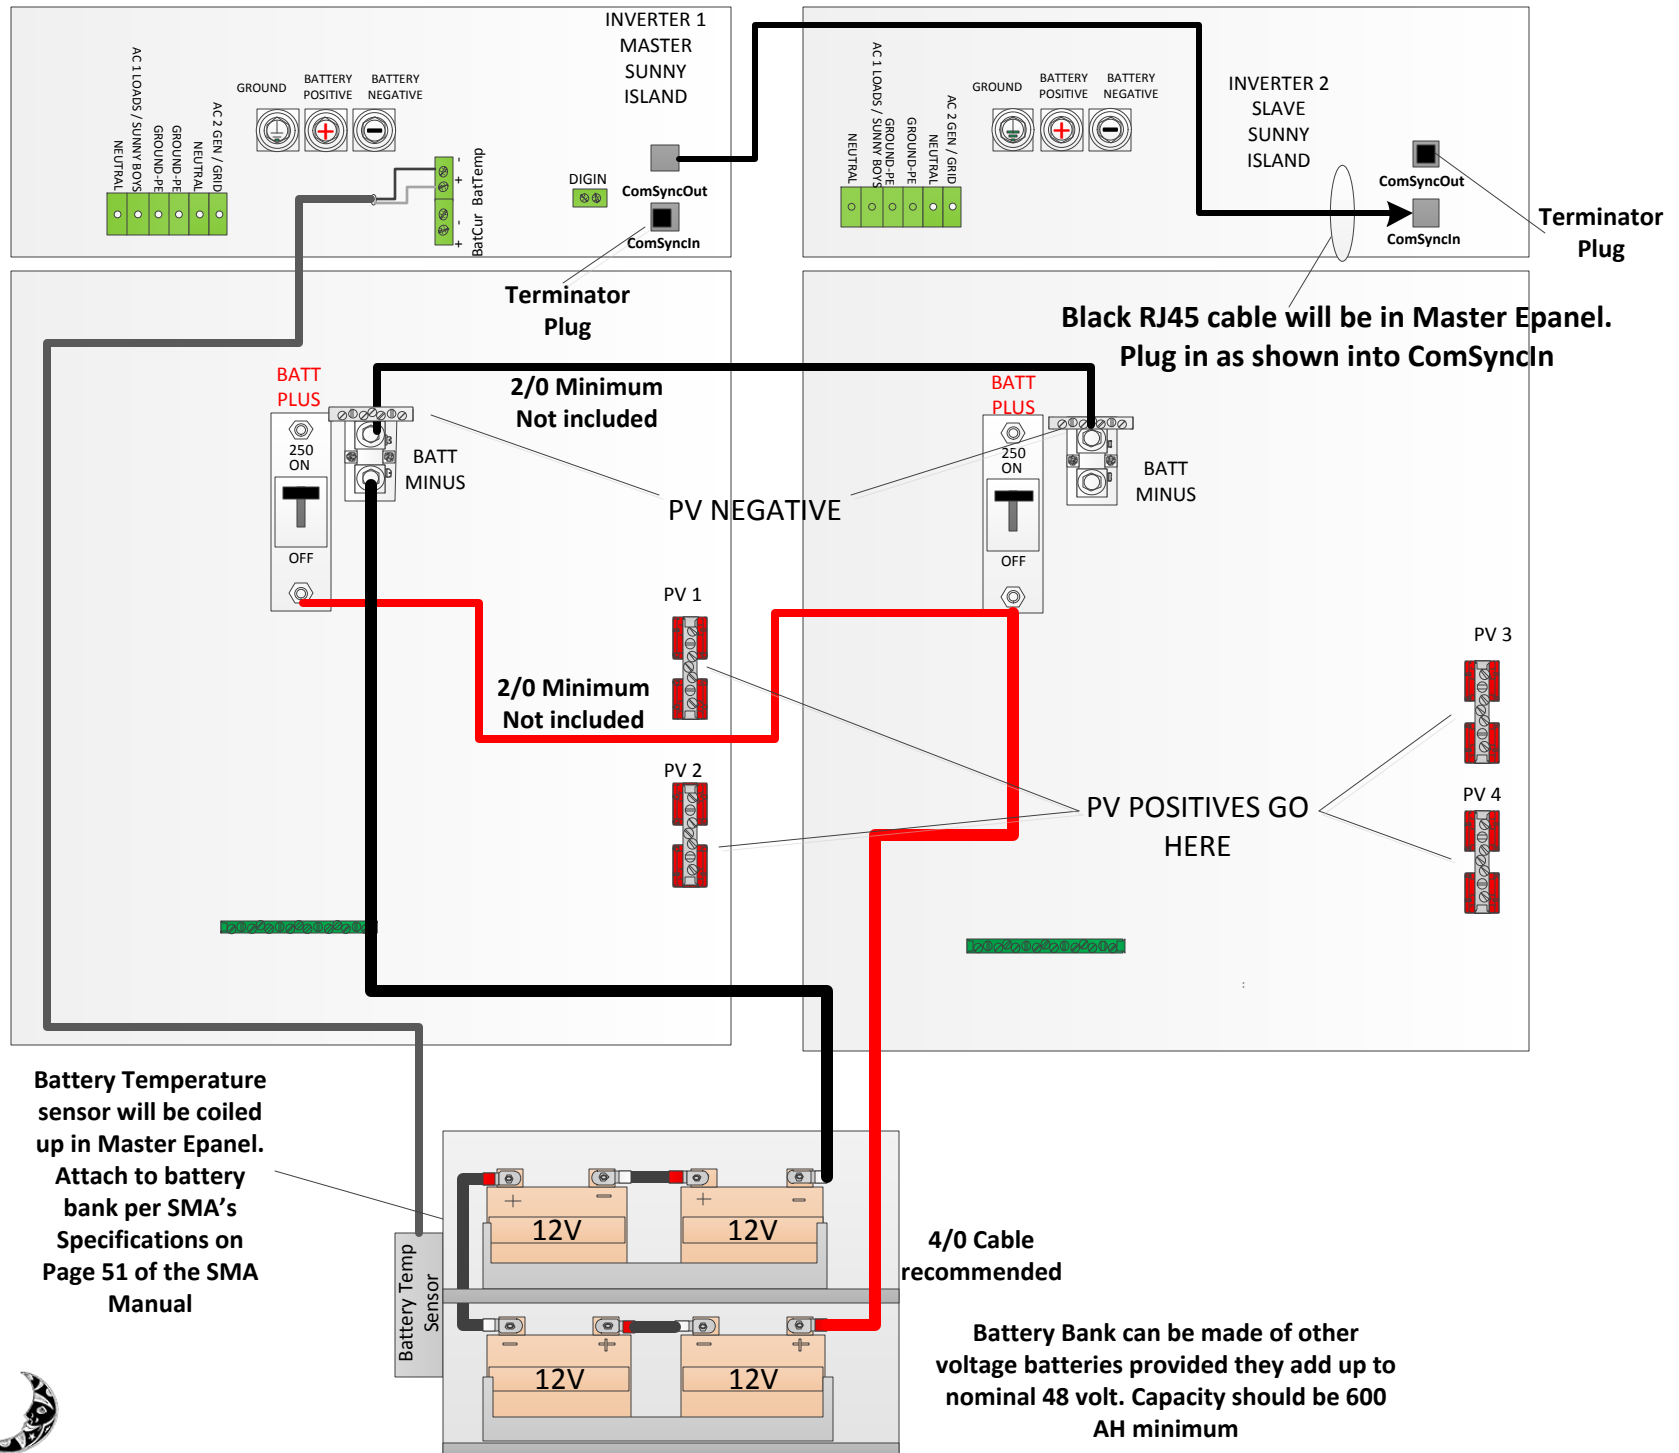 INVERTER 1
MASTER
SUNNY
ISLAND
AC 1 LOADS / SUNNY BOYS
NEUTRAL
GROUND-PE
GROUND-PE
NEUTRAL
AC 2 GEN / GRID
GROUND
BATTERY
POSITIVE
BATTERY
NEGATIVE
+
-
- 
+
BatTemp
- 
+
BatCur
DIGIN
ComSyncOut
ComSyncIn
Terminator
Plug
INVERTER 2
SLAVE
SUNNY
ISLAND
AC 1 LOADS / SUNNY BOYS
NEUTRAL
GROUND-PE
GROUND-PE
NEUTRAL
AC 2 GEN / GRID
GROUND
BATTERY
POSITIVE
BATTERY
NEGATIVE
+
-
ComSyncOut
ComSyncIn
Terminator
Plug
Black RJ45 cable will be in Master Epanel.
Plug in as shown into ComSyncIn
BATT
PLUS
250
ON
OFF
BATT
MINUS
2/0 Minimum
Not included
PV NEGATIVE
BATT
PLUS
250
ON
OFF
BATT
MINUS
PV 1
2/0 Minimum
Not included
PV 2
PV 3
PV 4
PV POSITIVES GO
HERE
:
Battery Temperature
sensor will be coiled
up in Master Epanel.
Attach to battery
bank per SMA's
Specifications on
Page 51 of the SMA
Manual
Battery Temp
Sensor
+ -
12V
+ -
12V
- +
12V
- +
12V
4/0 Cable
recommended
Battery Bank can be made of other
voltage batteries provided they add up to
nominal 48 volt. Capacity should be 600
AH minimum